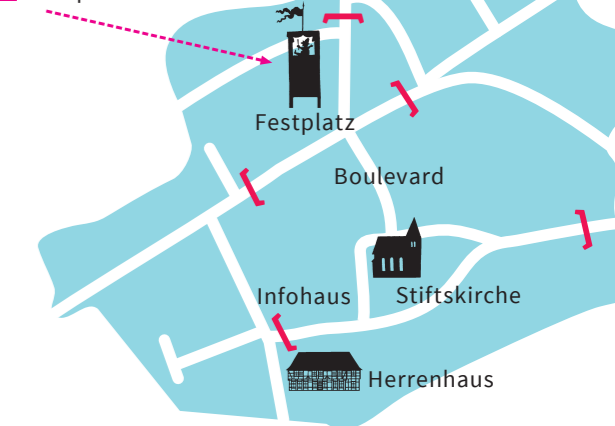 Festplatz
Boulevard
Infohaus
Stiftskirche
Herrenhaus